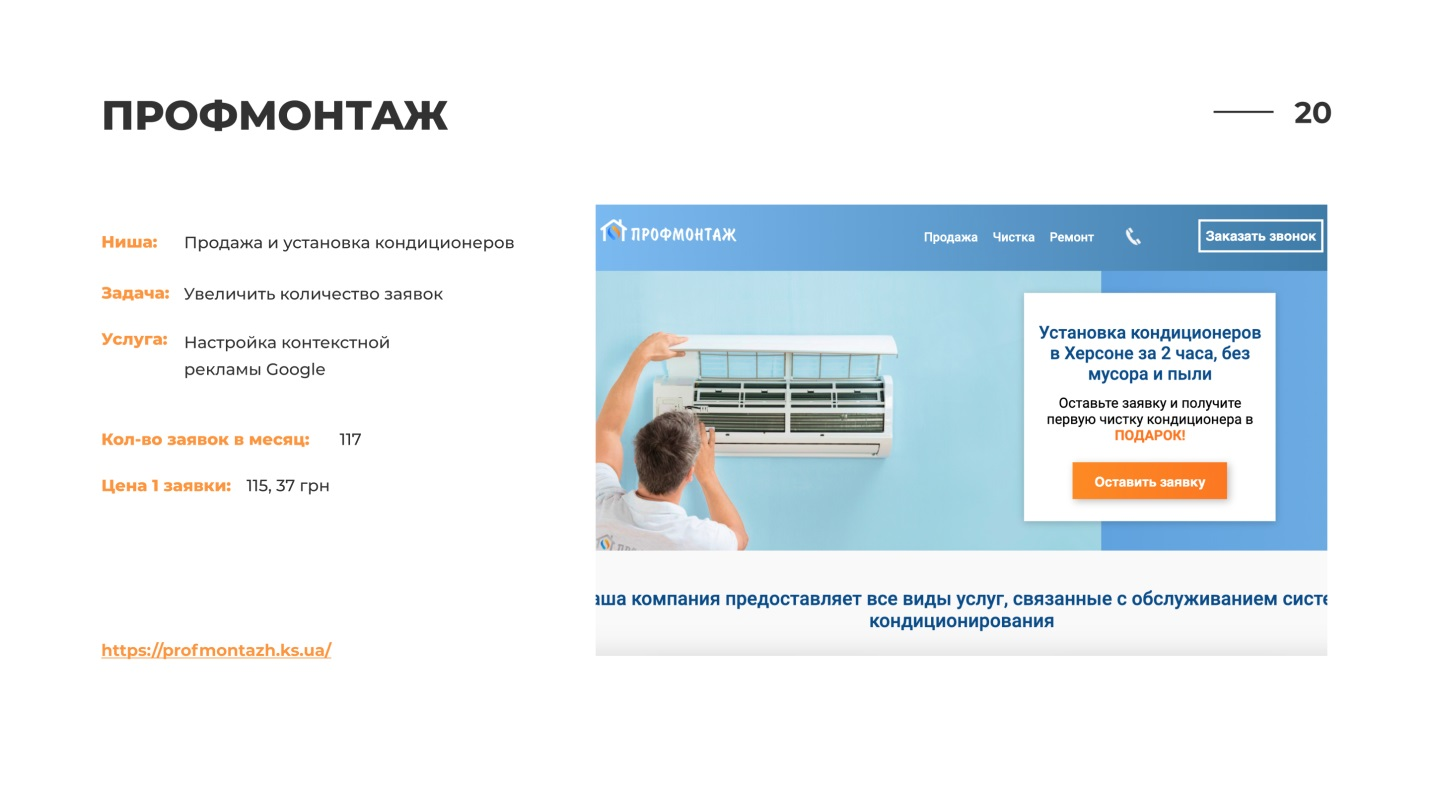 ПРОФМОНТАЖ
20
Ниша: Продажа и установка кондиционеров
Задача: Увеличить количество заявок
Услуга: Настройка контекстной
рекламы Google
Кол-во заявок в месяц: 117
Цена 1 заявки: 115, 37 грн
https://profmontazh.ks.ua/
ПРОФМОНТАЖ
Продажа Чистка Ремонт
Заказать звонок
Установка кондиционеров
в Херсоне за 2 часа, без
мусора и пыли
Оставьте заявку и получите
первую чистку кондиционера в
ПОДАРОК!
Оставить заявку
аша компания предоставляет все виды услуг, связанные с обслуживанием систе
кондиционирования